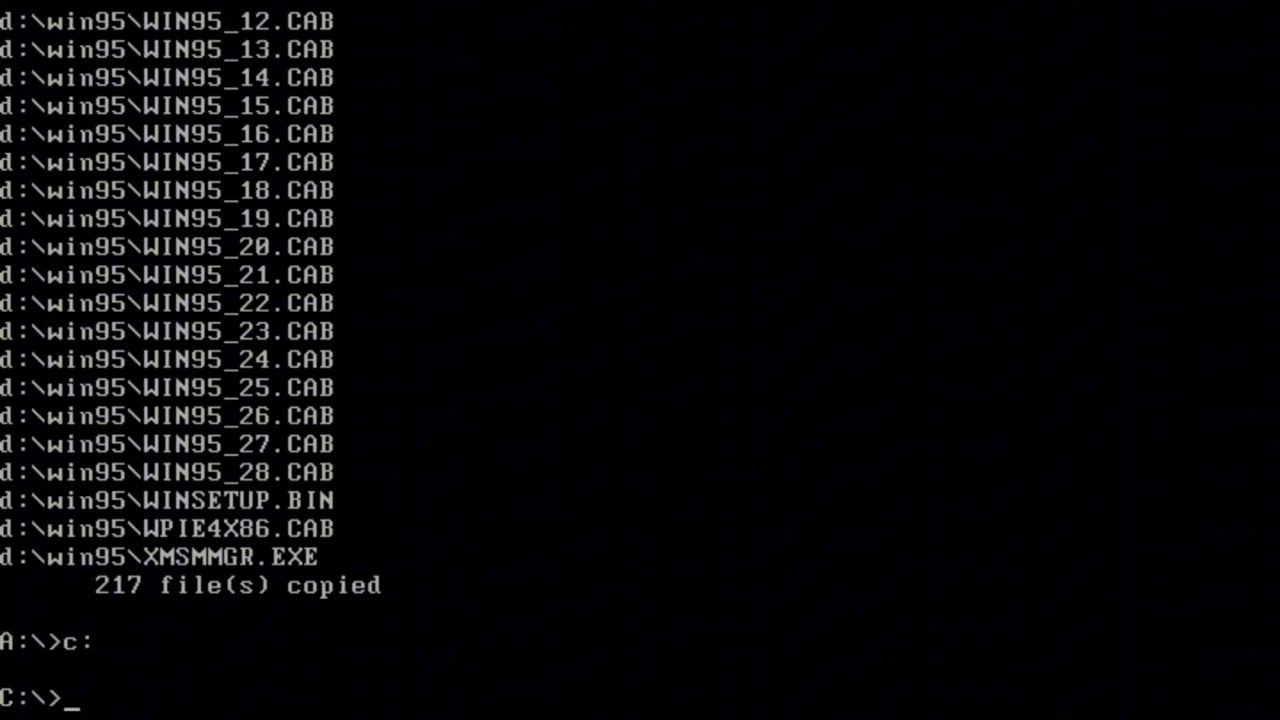 d:\win95\WIN95_12.CAB
d:\win95\WIN95_13.CAB
d:\win95\WIN95_14.CAB
d:\win95\WIN95_15.CAB
d:\win95\WIN95_16.CAB
d:\win95\WIN95_17.CAB
d:\win95\WIN95_18.CAB
d:\win95\WIN95_19.CAB
d:\win95\WIN95_20.CAB
d:\win95\WIN95_21.CAB
d:\win95\WIN95_22.CAB
d:\win95\WIN95_23.CAB
d:\win95\WIN95_24.CAB
d:\win95\WIN95_25.CAB
d:\win95\WIN95_26.CAB
d:\win95\WIN95_27.CAB
d:\win95\WIN95_28.CAB
d:\win95\WINSETUP.BIN
d:\win95\WPIE4X86.CAB
d:\win95\XMSMMGR.EXE
217 file(s) copied
A:\>c:
C:\>_